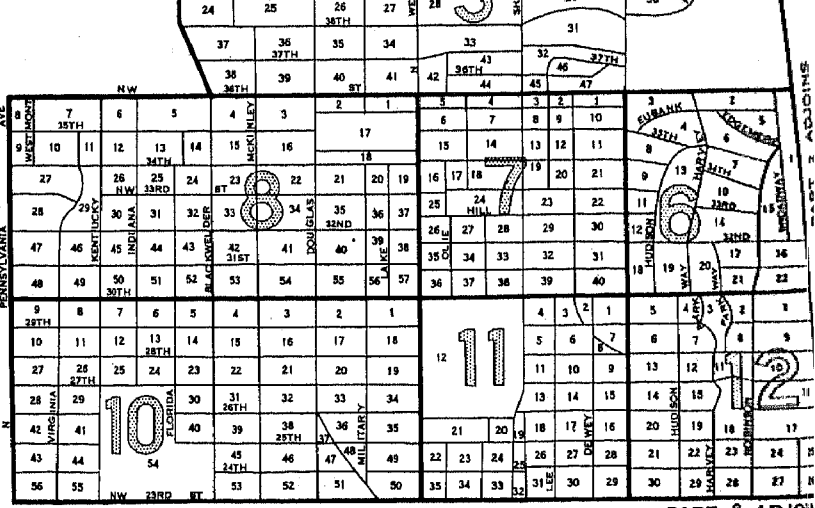 24 25 26 27 28
38TH
31
33
37 36 35 34
37TH
32 37TH
43
36TH
46
38 39 40 41 42 44 45 47
36TH ST N
NW
8 7 6 5 4 3 2 1 5 4 3 2 1 3 2
WESTMONT 35TH MCKINLEY
17 6 7 8 9 10 EUBANK 4 EDGEMERE 5
35TH HARVEY 6
9 10 11 12 13 14 15 16 15 14 13 12 11 8 7
34TH 18 34TH
27 26 25 24 23 22 21 20 19 16 17 18 19 20 21 9 13
NW 33RD ST
8 7 6
28 29 30 31 32 33 34 35 36 37 25 24 23 22 11 10
HILL 33RD
KENTUCKY INDIANA BLACKWELDER DOUGLAS 32ND 26 27 28 29 30 12 14 15 BROADWAY
32ND
47 46 45 44 43 42 41 40 39 38 OLIE HUDSON
31ST LAKE 35 34 33 32 31 17 16
48 49 50 51 52 53 54 55 56 57 36 37 38 39 40 18 19 20 21 22
30TH WAY WAY
PENNSYLVANIA AVE
9 8 7 6 5 4 3 2 1 4 3 2 1 5 4 3 2 1
29TH PARK PARK
10 11 12 13 14 15 16 17 18 12 11 5 6 7 8 6 7 8 9
28TH
27 26 25 24 23 22 21 20 19 11 10 9 13 12 11 12 10
27TH
28 29 10 30 31 32 33 34 13 14 15 14 15 11
VIRGINIA FLORIDA 26TH MILITARY HUDSON ROBINSON
42 41 40 39 38 37 36 35 21 20 19 18 17 16 20 19 18 17
25TH DEWEY
43 44 54 45 46 47 48 49 22 23 24 25 26 27 28 21 22 23 24
24TH HARVEY
56 55 53 52 51 50 35 34 33 32 31 30 29 30 29 28 27
NW 23RD ST LEE
N
ADJOINS